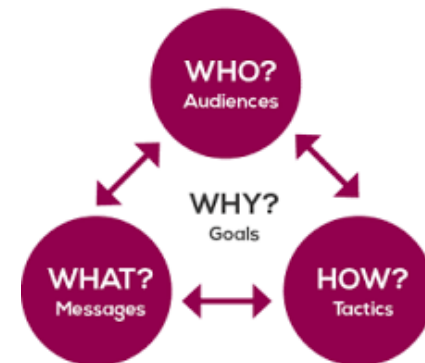 WHO?
Audiences
WHY?
Goals
WHAT?
Messages
HOW?
Tactics